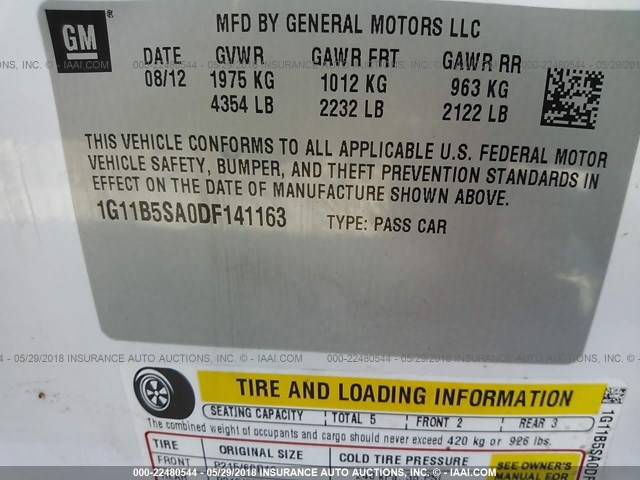 GM
MFD BY GENERAL MOTORS LLC
DATE GVWR GAWR FRT GAWR RR
08/12 1975 KG 1012 KG 963 KG
4354 LB 2232 LB 2122 LB
THIS VEHICLE CONFORMS TO ALL APPLICABLE U.S. FEDERAL MOTOR
VEHICLE SAFETY, BUMPER, AND THEFT PREVENTION STANDARDS IN
EFFECT ON THE DATE OF MANUFACTURE SHOWN ABOVE.
1G11B5SA0DF141163 TYPE: PASS CAR
000-22480544 - 05/29/2018 INSURANCE AUTO AUCTIONS, INC. © - IAAI.COM
TIRE AND LOADING INFORMATION
SEATING CAPACITY TOTAL 5 FRONT 2 REAR 3
The combined weight of occupants and cargo should never exceed 420 kg or 926 lbs.
TIRE ORIGINAL SIZE COLD TIRE PRESSURE
FRONT
SEE OWNER'S
MANUAL FOR
1G11B5SA0DF
000-22480544 - 05/29/2018 INSURANCE AUTO AUCTIONS, INC. © - IAAI.COM